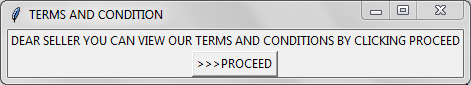 TERMS AND CONDITION
DEAR SELLER YOU CAN VIEW OUR TERMS AND CONDITIONS BY CLICKING PROCEED
>>>PROCEED